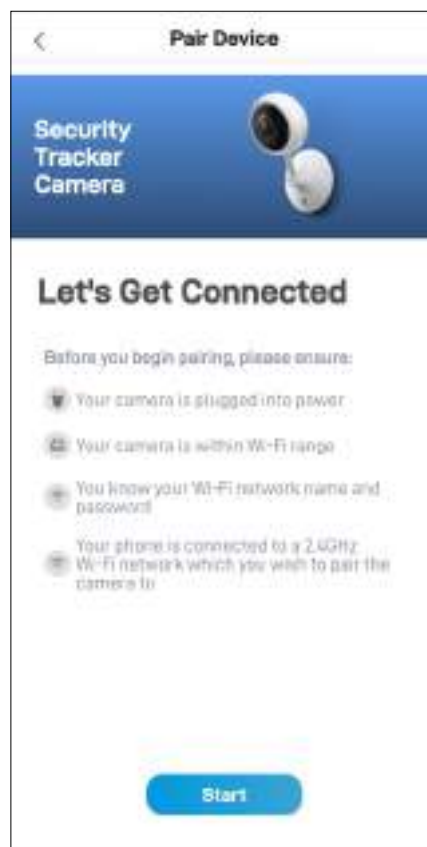 Pair Device
Security
Tracker
Camera
Let's Get Connected
Before you begin pairing, please ensure:
Your camera is plugged into power
Your camera is within Wi-Fi range
You know your Wi-Fi network name and
password
Your phone is connected to a 2.4GHz
Wi-Fi network which you wish to pair the
camera to
Start